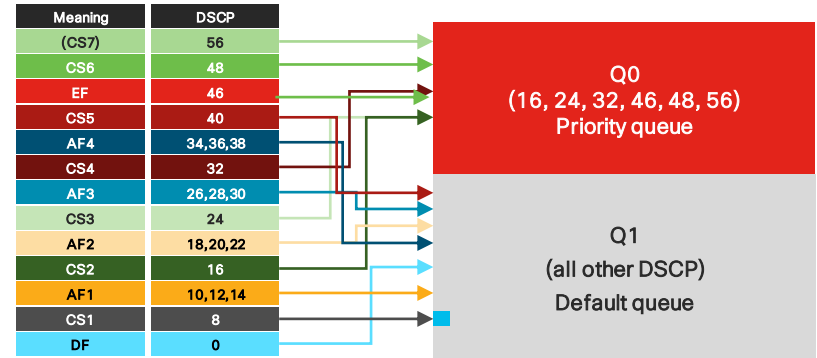 Meaning DSCP
(CS7) 56
CS6 48
EF 46
CS5 40
AF4 34,36,38
CS4 32
AF3 26,28,30
CS3 24
AF2 18,20,22
CS2 16
AF1 10,12,14
CS1 8
DF 0
Q0
(16, 24, 32, 46, 48, 56)
Priority queue
Q1
(all other DSCP)
Default queue